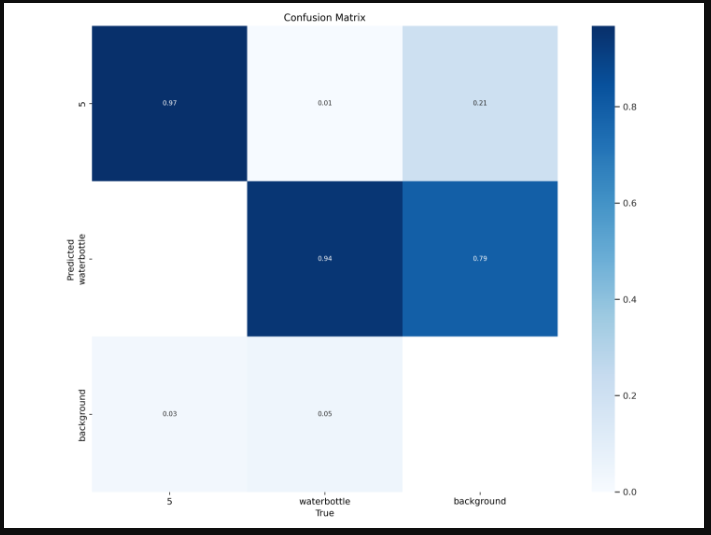 Confusion Matrix
5
0.97
0.01
0.21
Predicted
waterbottle
0.94
0.79
background
0.03
0.05
5
waterbottle
background
True
0.8
0.6
0.4
0.2
0.0